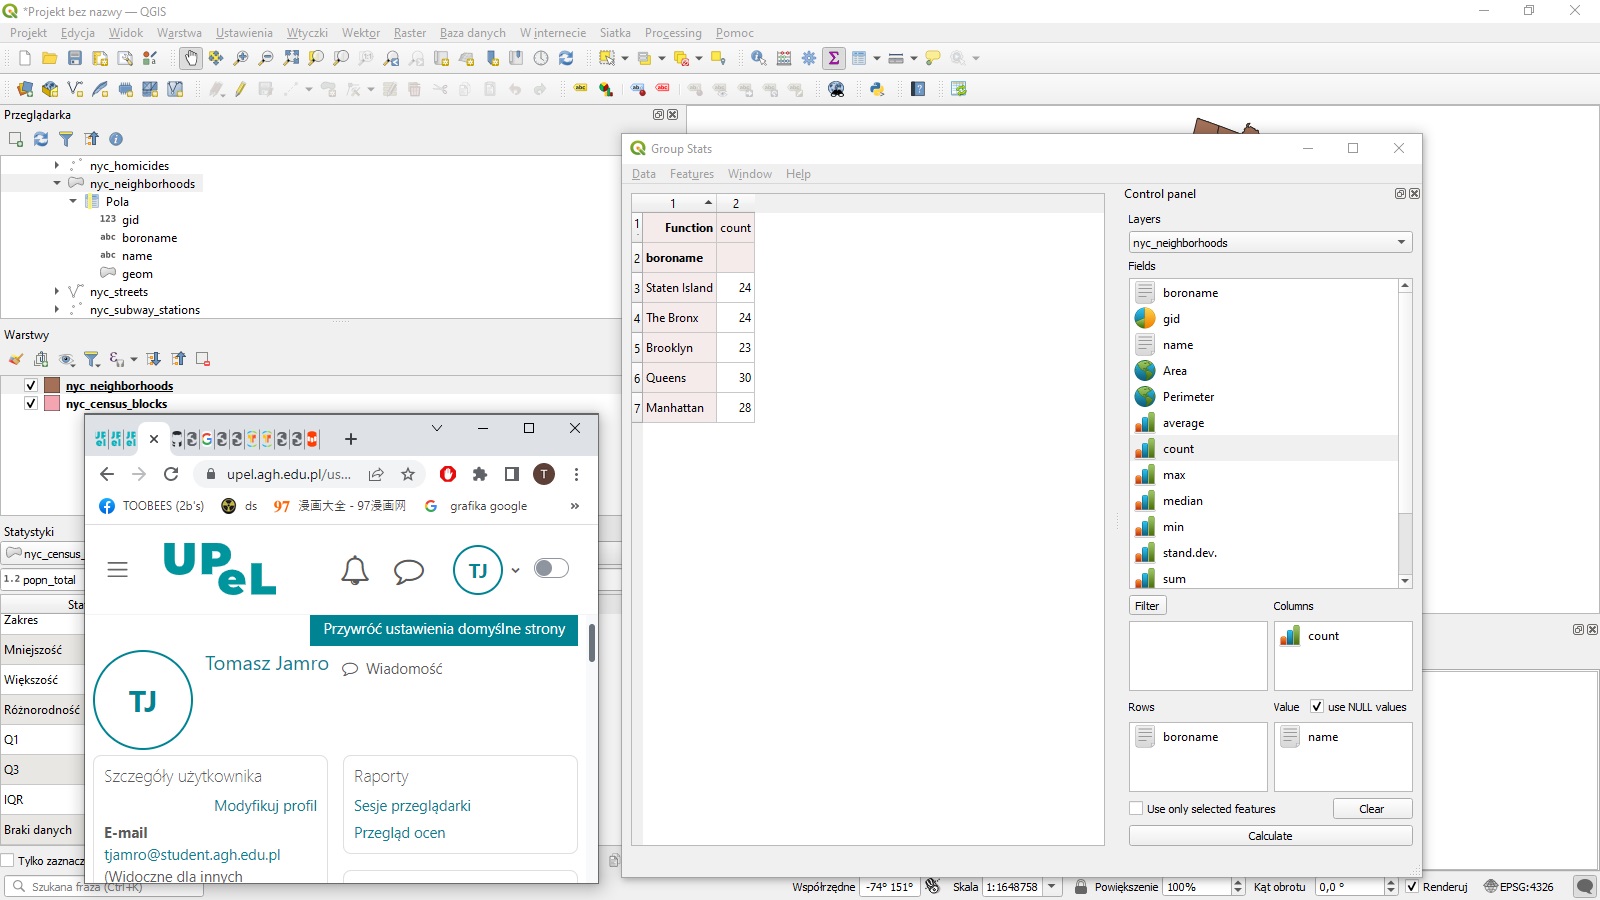 *Projekt bez nazwy — QGIS
Projekt Edycja Widok Warstwa Ustawienia Wtyczki Wektor Raster Baza danych W internecie Siatka Processing Pomoc
Przeglądarka
nyc_homicides
nyc_neighborhoods
Pola
123 gid
abc boroname
abc name
geom
nyc_streets
nyc_subway_stations
Warstwy
nyc_neighborhoods
nyc_census_blocks
Statystyki
nyc_census_
1.2 popn_total
Sta
Zakres
Mniejszość
Większość
Różnorodność
Q1
Q3
IQR
Braki danych
Tylko zaznacz
Szukana fraza (Ctrl+K)
upel.agh.edu.pl/us...
T
TOOBEES (2b's) ds 97 漫画大全 - 97漫画网 grafika google »
UPeL
TJ
Przywróć ustawienia domyślne strony
TJ
Tomasz Jamro
Wiadomość
Szczegóły użytkownika
Modyfikuj profil
E-mail
tjamro@student.agh.edu.pl
(Widoczne dla innych
Raporty
Sesje przeglądarki
Przegląd ocen
Group Stats
Data Features Window Help
1 2
1 Function count
2 boroname
3 Staten Island 24
4 The Bronx 24
5 Brooklyn 23
6 Queens 30
7 Manhattan 28
Control panel
Layers
nyc_neighborhoods
Fields
boroname
gid
name
Area
Perimeter
average
count
max
median
min
stand.dev.
sum
Filter
Columns
count
Rows
Value use NULL values
boroname
name
Use only selected features
Clear
Calculate
Współrzędne -74° 151° Skala 1:1648758 Powiększenie 100% Kąt obrotu 0,0 ° Renderuj EPSG:4326